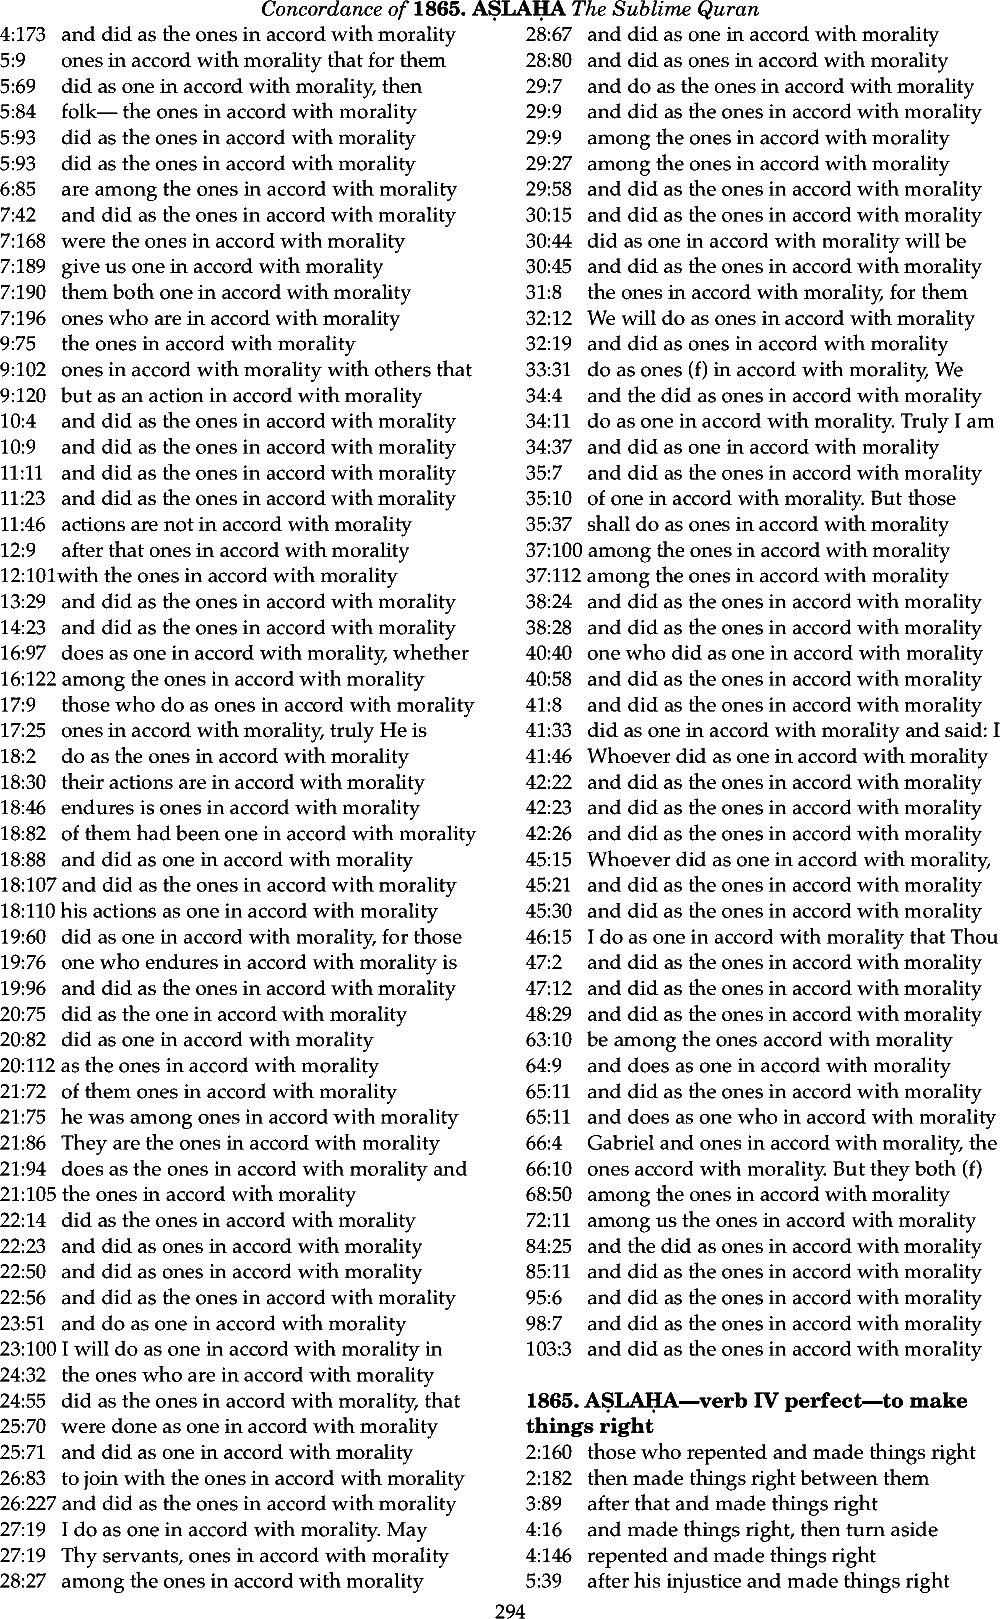 Concordance of 1865. AṢLAḤA The Sublime Quran
4:173 and did as the ones in accord with morality
5:9 ones in accord with morality that for them
5:69 did as one in accord with morality, then
5:84 folk— the ones in accord with morality
5:93 did as the ones in accord with morality
5:93 did as the ones in accord with morality
6:85 are among the ones in accord with morality
7:42 and did as the ones in accord with morality
7:168 were the ones in accord with morality
7:189 give us one in accord with morality
7:190 them both one in accord with morality
7:196 ones who are in accord with morality
9:75 the ones in accord with morality
9:102 ones in accord with morality with others that
9:120 but as an action in accord with morality
10:4 and did as the ones in accord with morality
10:9 and did as the ones in accord with morality
11:11 and did as the ones in accord with morality
11:23 and did as the ones in accord with morality
11:46 actions are not in accord with morality
12:9 after that ones in accord with morality
12:101with the ones in accord with morality
13:29 and did as the ones in accord with morality
14:23 and did as the ones in accord with morality
16:97 does as one in accord with morality, whether
16:122 among the ones in accord with morality
17:9 those who do as ones in accord with morality
17:25 ones in accord with morality, truly He is
18:2 do as the ones in accord with morality
18:30 their actions are in accord with morality
18:46 endures is ones in accord with morality
18:82 of them had been one in accord with morality
18:88 and did as one in accord with morality
18:107 and did as the ones in accord with morality
18:110 his actions as one in accord with morality
19:60 did as one in accord with morality, for those
19:76 one who endures in accord with morality is
19:96 and did as the ones in accord with morality
20:75 did as the one in accord with morality
20:82 did as one in accord with morality
20:112 as the ones in accord with morality
21:72 of them ones in accord with morality
21:75 he was among ones in accord with morality
21:86 They are the ones in accord with morality
21:94 does as the ones in accord with morality and
21:105 the ones in accord with morality
22:14 did as the ones in accord with morality
22:23 and did as ones in accord with morality
22:50 and did as ones in accord with morality
22:56 and did as the ones in accord with morality
23:51 and do as one in accord with morality
23:100 I will do as one in accord with morality in
24:32 the ones who are in accord with morality
24:55 did as the ones in accord with morality, that
25:70 were done as one in accord with morality
25:71 and did as one in accord with morality
26:83 to join with the ones in accord with morality
26:227 and did as the ones in accord with morality
27:19 I do as one in accord with morality. May
27:19 Thy servants, ones in accord with morality
28:27 among the ones in accord with morality
28:67 and did as one in accord with morality
28:80 and did as ones in accord with morality
29:7 and do as the ones in accord with morality
29:9 and did as the ones in accord with morality
29:9 among the ones in accord with morality
29:27 among the ones in accord with morality
29:58 and did as the ones in accord with morality
30:15 and did as the ones in accord with morality
30:44 did as one in accord with morality will be
30:45 and did as the ones in accord with morality
31:8 the ones in accord with morality, for them
32:12 We will do as ones in accord with morality
32:19 and did as ones in accord with morality
33:31 do as ones (f) in accord with morality, We
34:4 and the did as ones in accord with morality
34:11 do as one in accord with morality. Truly I am
34:37 and did as one in accord with morality
35:7 and did as the ones in accord with morality
35:10 of one in accord with morality. But those
35:37 shall do as ones in accord with morality
37:100 among the ones in accord with morality
37:112 among the ones in accord with morality
38:24 and did as the ones in accord with morality
38:28 and did as the ones in accord with morality
40:40 one who did as one in accord with morality
40:58 and did as the ones in accord with morality
41:8 and did as the ones in accord with morality
41:33 did as one in accord with morality and said: I
41:46 Whoever did as one in accord with morality
42:22 and did as the ones in accord with morality
42:23 and did as the ones in accord with morality
42:26 and did as the ones in accord with morality
45:15 Whoever did as one in accord with morality,
45:21 and did as the ones in accord with morality
45:30 and did as the ones in accord with morality
46:15 I do as one in accord with morality that Thou
47:2 and did as the ones in accord with morality
47:12 and did as the ones in accord with morality
48:29 and did as the ones in accord with morality
63:10 be among the ones accord with morality
64:9 and does as one in accord with morality
65:11 and did as the ones in accord with morality
65:11 and does as one who in accord with morality
66:4 Gabriel and ones in accord with morality, the
66:10 ones accord with morality. But they both (f)
68:50 among the ones in accord with morality
72:11 among us the ones in accord with morality
84:25 and the did as ones in accord with morality
85:11 and did as the ones in accord with morality
95:6 and did as the ones in accord with morality
98:7 and did as the ones in accord with morality
103:3 and did as the ones in accord with morality
1865. AṢLAḤA—verb IV perfect—to make
things right
2:160 those who repented and made things right
2:182 then made things right between them
3:89 after that and made things right
4:16 and made things right, then turn aside
4:146 repented and made things right
5:39 after his injustice and made things right
294